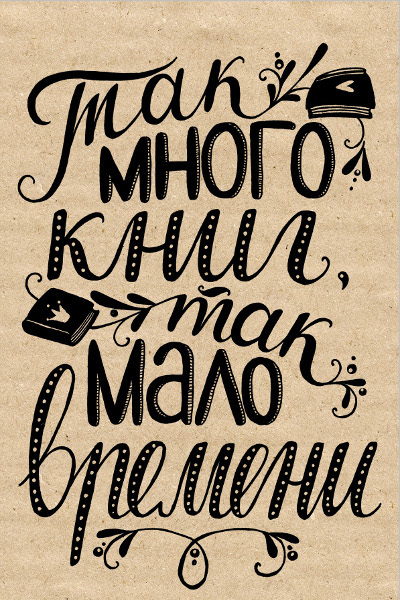 Так
много
книг,
так
мало
времени